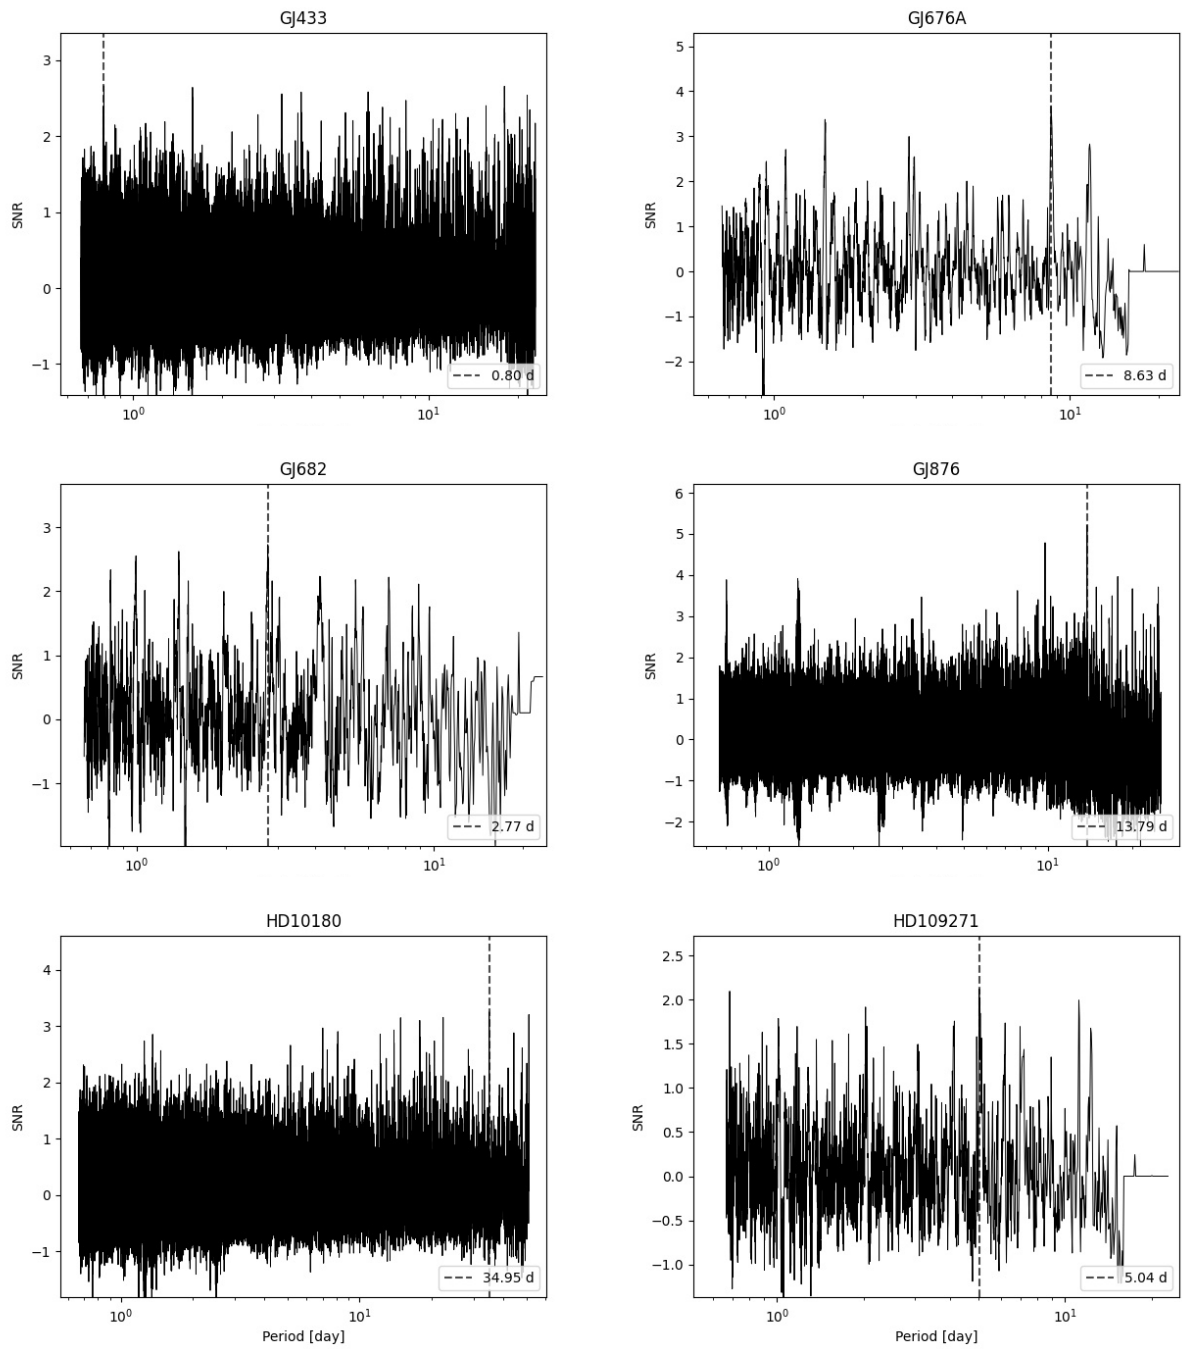 GJ433
3
2
1
0
−1
SNR
10⁰
10¹
0.80 d
GJ676A
5
4
3
2
1
0
−1
−2
SNR
10⁰
10¹
8.63 d
GJ682
3
2
1
0
−1
SNR
10⁰
10¹
2.77 d
GJ876
6
5
4
3
2
1
0
−1
−2
SNR
10⁰
10¹
13.79 d
HD10180
4
3
2
1
0
−1
SNR
10⁰
10¹
34.95 d
Period [day]
HD109271
2.5
2.0
1.5
1.0
0.5
0.0
−0.5
−1.0
SNR
10⁰
10¹
5.04 d
Period [day]